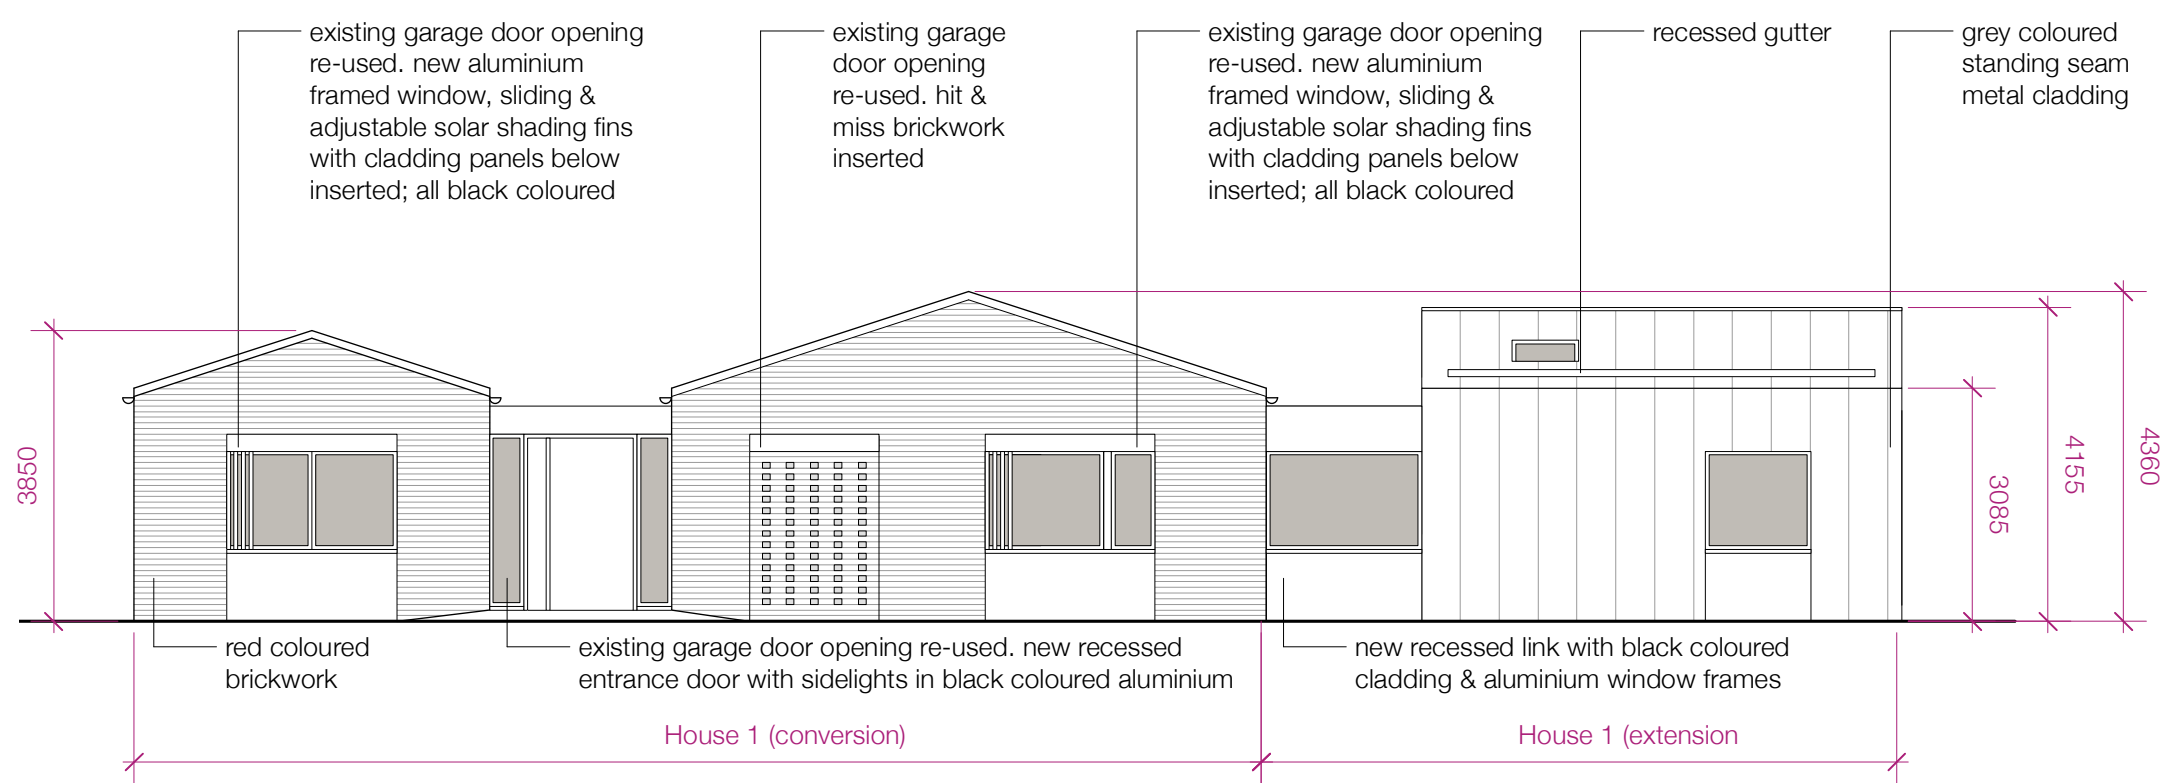 existing garage door opening
re-used. new aluminium
framed window, sliding &
adjustable solar shading fins
with cladding panels below
inserted; all black coloured
existing garage
door opening
re-used. hit &
miss brickwork
inserted
existing garage door opening
re-used. new aluminium
framed window, sliding &
adjustable solar shading fins
with cladding panels below
inserted; all black coloured
recessed gutter
grey coloured
standing seam
metal cladding
3850
3085
4155
4360
red coloured
brickwork
existing garage door opening re-used. new recessed
entrance door with sidelights in black coloured aluminium
new recessed link with black coloured
cladding & aluminium window frames
House 1 (conversion)
House 1 (extension